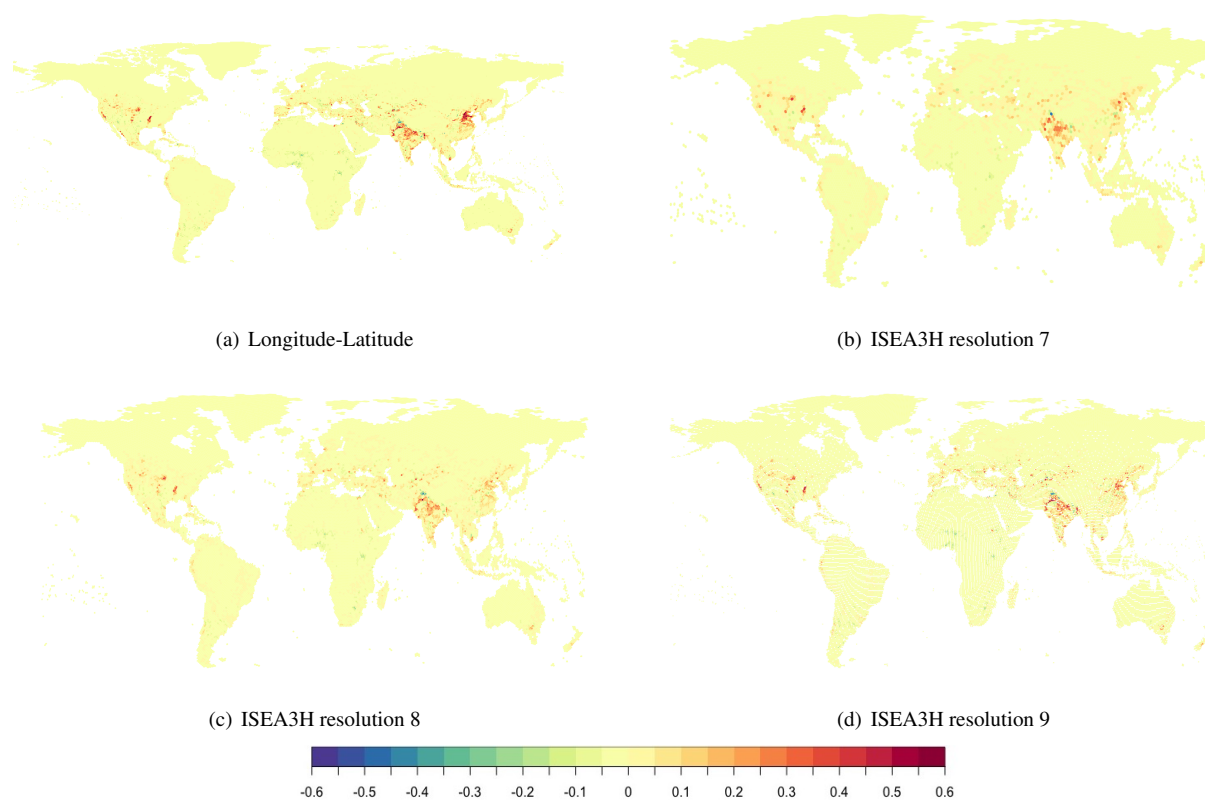 (a) Longitude-Latitude
(b) ISEA3H resolution 7
(c) ISEA3H resolution 8
(d) ISEA3H resolution 9
-0.6 -0.5 -0.4 -0.3 -0.2 -0.1 0 0.1 0.2 0.3 0.4 0.5 0.6